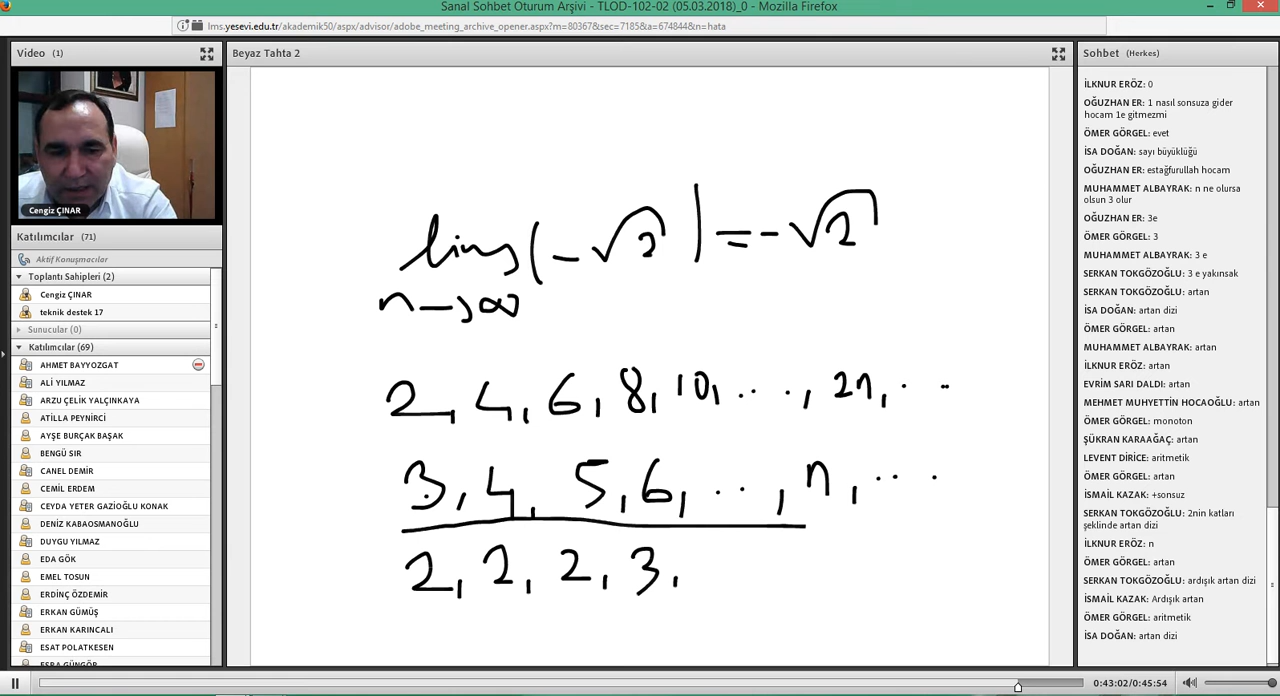 Sanal Sohbet Oturum Arşivi - TLOD-102-02 (05.03.2018)_0 - Mozilla Firefox
lms.yesevi.edu.tr/akademik50/aspx/advisor/adobe_meeting_archive_opener.aspx?m=80367&sec=7185&a=674844&n=hata
Video (1)
Cengiz ÇINAR
Katılımcılar (71)
Aktif Konuşmacılar
Toplantı Sahipleri (2)
Cengiz ÇINAR
teknik destek 17
Sunucular (0)
Katılımcılar (69)
AHMET BAYYOZGAT
ALİ YILMAZ
ARZU ÇELİK YALÇINKAYA
ATİLLA PEYNİRCİ
AYŞE BURÇAK BAŞAK
BENGÜ SIR
CANEL DEMİR
CEMİL ERDEM
CEYDA YETER GAZİOĞLU KONAK
DENİZ KABAOSMANOĞLU
DUYGU YILMAZ
EDA GÖK
EMEL TOSUN
ERDİNÇ ÖZDEMİR
ERKAN GÜMÜŞ
ERKAN KARINCALI
ESAT POLATKESEN
ESRA GÜNGÖR
Beyaz Tahta 2
lim (-√2) = -√2
n→∞
2, 4, 6, 8, 10, ..., 2n, ...
3, 4, 5, 6, ..., n, ...
2, 2, 2, 3,
Sohbet (Herkes)
İLKNUR ERÖZ: 0
OĞUZHAN ER: 1 nasıl sonsuza gider
hocam 1e gitmezmi
ÖMER GÖRGEL: evet
İSA DOĞAN: sayı büyüklüğü
OĞUZHAN ER: estağfurullah hocam
MUHAMMET ALBAYRAK: n ne olursa
olsun 3 olur
OĞUZHAN ER: 3e
ÖMER GÖRGEL: 3
MUHAMMET ALBAYRAK: 3 e
SERKAN TOKGÖZOĞLU: 3 e yakınsak
SERKAN TOKGÖZOĞLU: artan
İSA DOĞAN: artan dizi
ÖMER GÖRGEL: artan
MUHAMMET ALBAYRAK: artan
İLKNUR ERÖZ: artan
EVRİM SARI DALDI: artan
MEHMET MUHYETTİN HOCAOĞLU: artan
ÖMER GÖRGEL: monoton
ŞÜKRAN KARAAĞAÇ: artan
LEVENT DİRİCE: aritmetik
ÖMER GÖRGEL: artan
İSMAİL KAZAK: +sonsuz
SERKAN TOKGÖZOĞLU: 2nin katları
şeklinde artan dizi
İLKNUR ERÖZ: n
ÖMER GÖRGEL: artan
SERKAN TOKGÖZOĞLU: ardışık artan dizi
İSMAİL KAZAK: Ardışık artan
ÖMER GÖRGEL: aritmetik
İSA DOĞAN: artan dizi
0:43:02/0:45:54